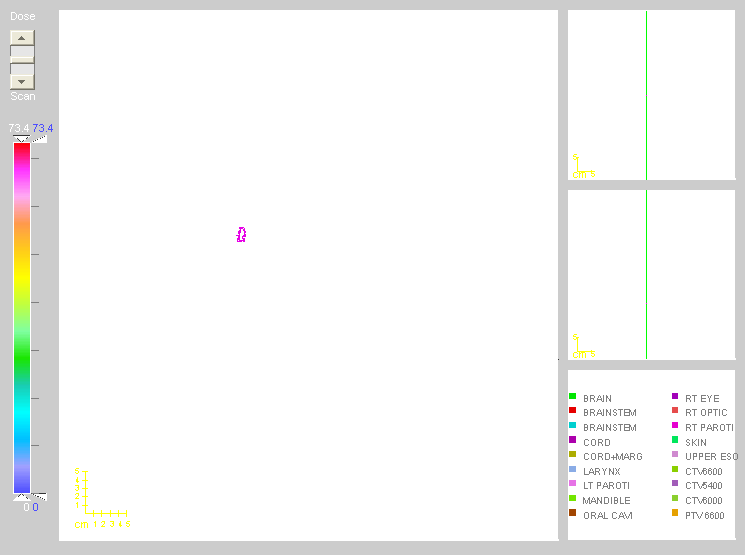 Dose
Scan
73.4 73.4
0 0
5
4
3
2
1
cm 1 2 3 4 5
5
cm 5
5
cm 5
BRAIN RT EYE
BRAINSTEM RT OPTIC
BRAINSTEM RT PAROTI
CORD SKIN
CORD+MARG UPPER ESO
LARYNX CTV6600
LT PAROTI CTV5400
MANDIBLE CTV6000
ORAL CAVI PTV6600